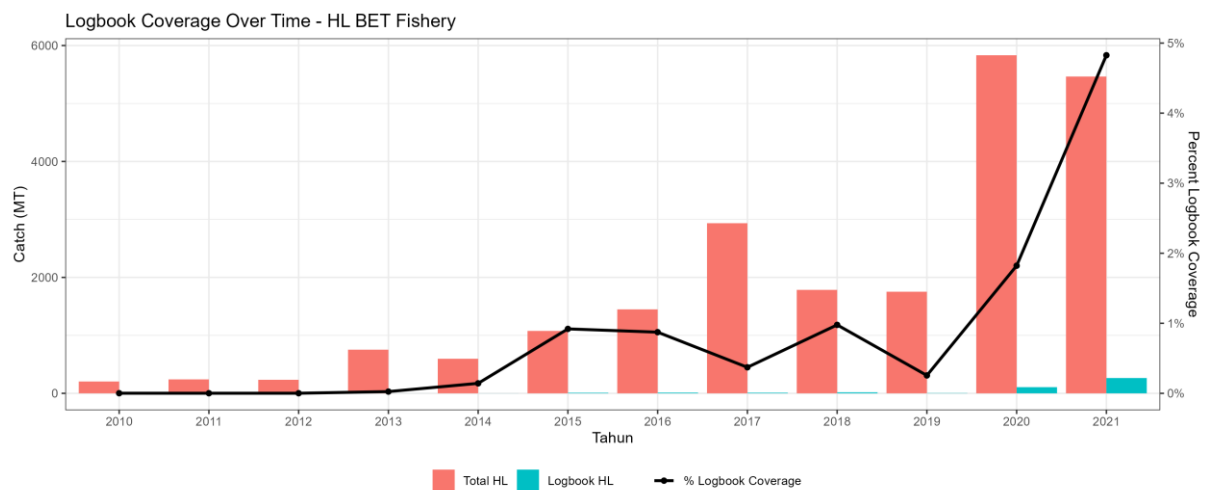 Logbook Coverage Over Time - HL BET Fishery
6000
4000
2000
0
Catch (MT)
5%
4%
3%
2%
1%
0%
Percent Logbook Coverage
2010 2011 2012 2013 2014 2015 2016 2017 2018 2019 2020 2021
Tahun
Total HL Logbook HL % Logbook Coverage